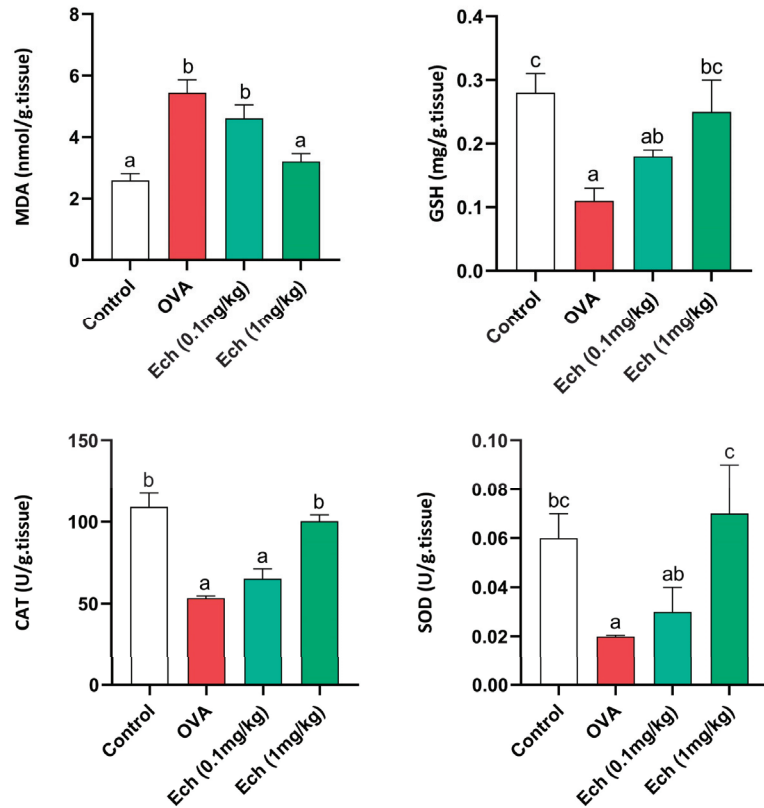 MDA (nmol/g.tissue)
8
6
4
2
0
a
b
b
a
Control
OVA
Ech (0.1mg/kg)
Ech (1mg/kg)
GSH (mg/g.tissue)
0.4
0.3
0.2
0.1
0.0
c
a
ab
bc
Control
OVA
Ech (0.1mg/kg)
Ech (1mg/kg)
CAT (U/g.tissue)
150
100
50
0
b
a
a
b
Control
OVA
Ech (0.1mg/kg)
Ech (1mg/kg)
SOD (U/g.tissue)
0.10
0.08
0.06
0.04
0.02
0.00
bc
a
ab
c
Control
OVA
Ech (0.1mg/kg)
Ech (1mg/kg)